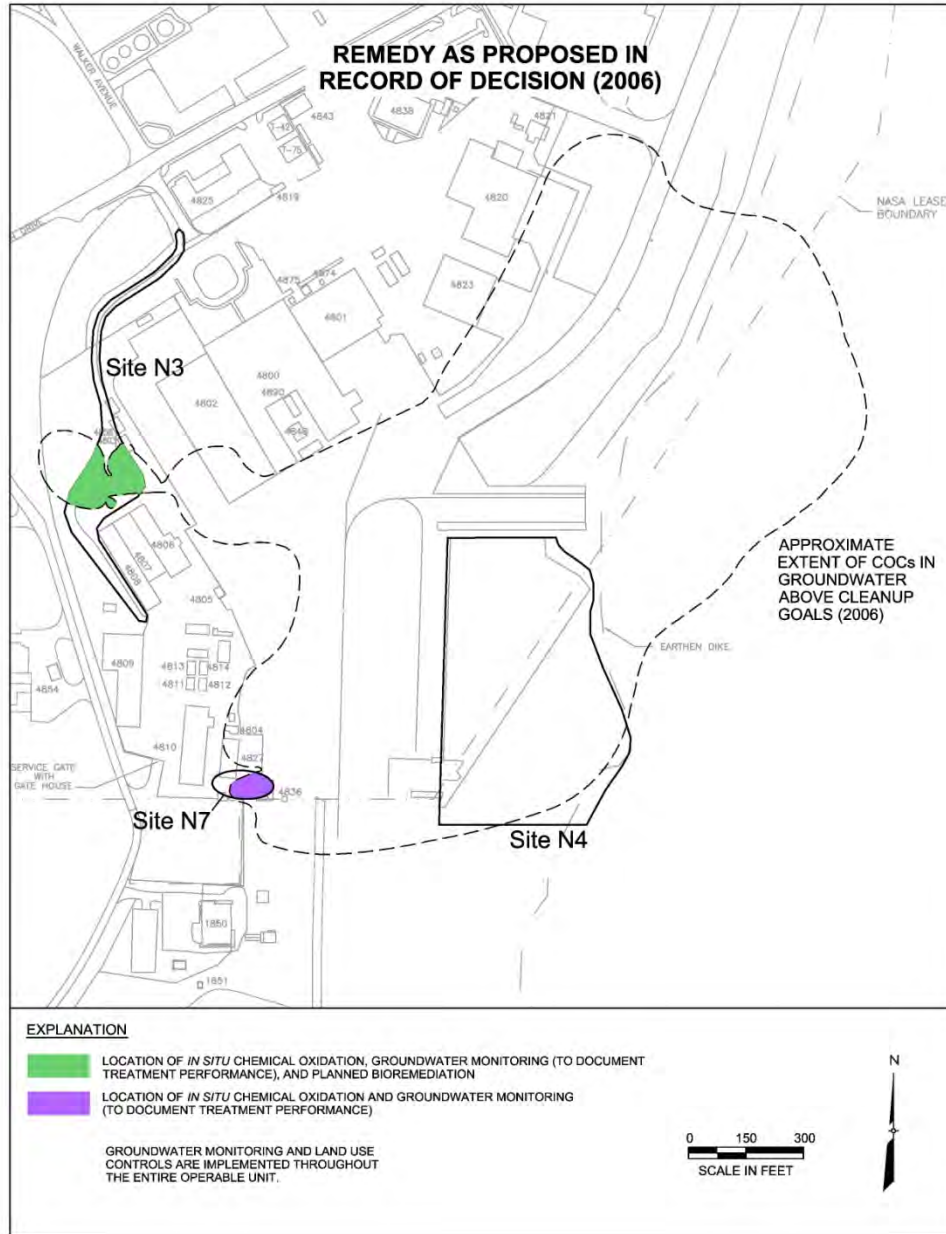 REMEDY AS PROPOSED IN
RECORD OF DECISION (2006)
WALKER AVENUE
4843
4838
4821
T-75
4825
4819
4820
NASA LEASE
BOUNDARY
DRIVE
4875
4874
4823
4801
Site N3
4800
4802
4890
4806
4807
4808
4805
APPROXIMATE
EXTENT OF COCs IN
GROUNDWATER
ABOVE CLEANUP
GOALS (2006)
EARTHEN DIKE
4809
4813
4814
4811
4812
4854
4804
4810
4827
SERVICE GATE
WITH
GATE HOUSE
4836
Site N7
Site N4
1850
1851
EXPLANATION
LOCATION OF IN SITU CHEMICAL OXIDATION, GROUNDWATER MONITORING (TO DOCUMENT
TREATMENT PERFORMANCE), AND PLANNED BIOREMEDIATION
LOCATION OF IN SITU CHEMICAL OXIDATION AND GROUNDWATER MONITORING
(TO DOCUMENT TREATMENT PERFORMANCE)
GROUNDWATER MONITORING AND LAND USE
CONTROLS ARE IMPLEMENTED THROUGHOUT
THE ENTIRE OPERABLE UNIT.
N
0 150 300
SCALE IN FEET